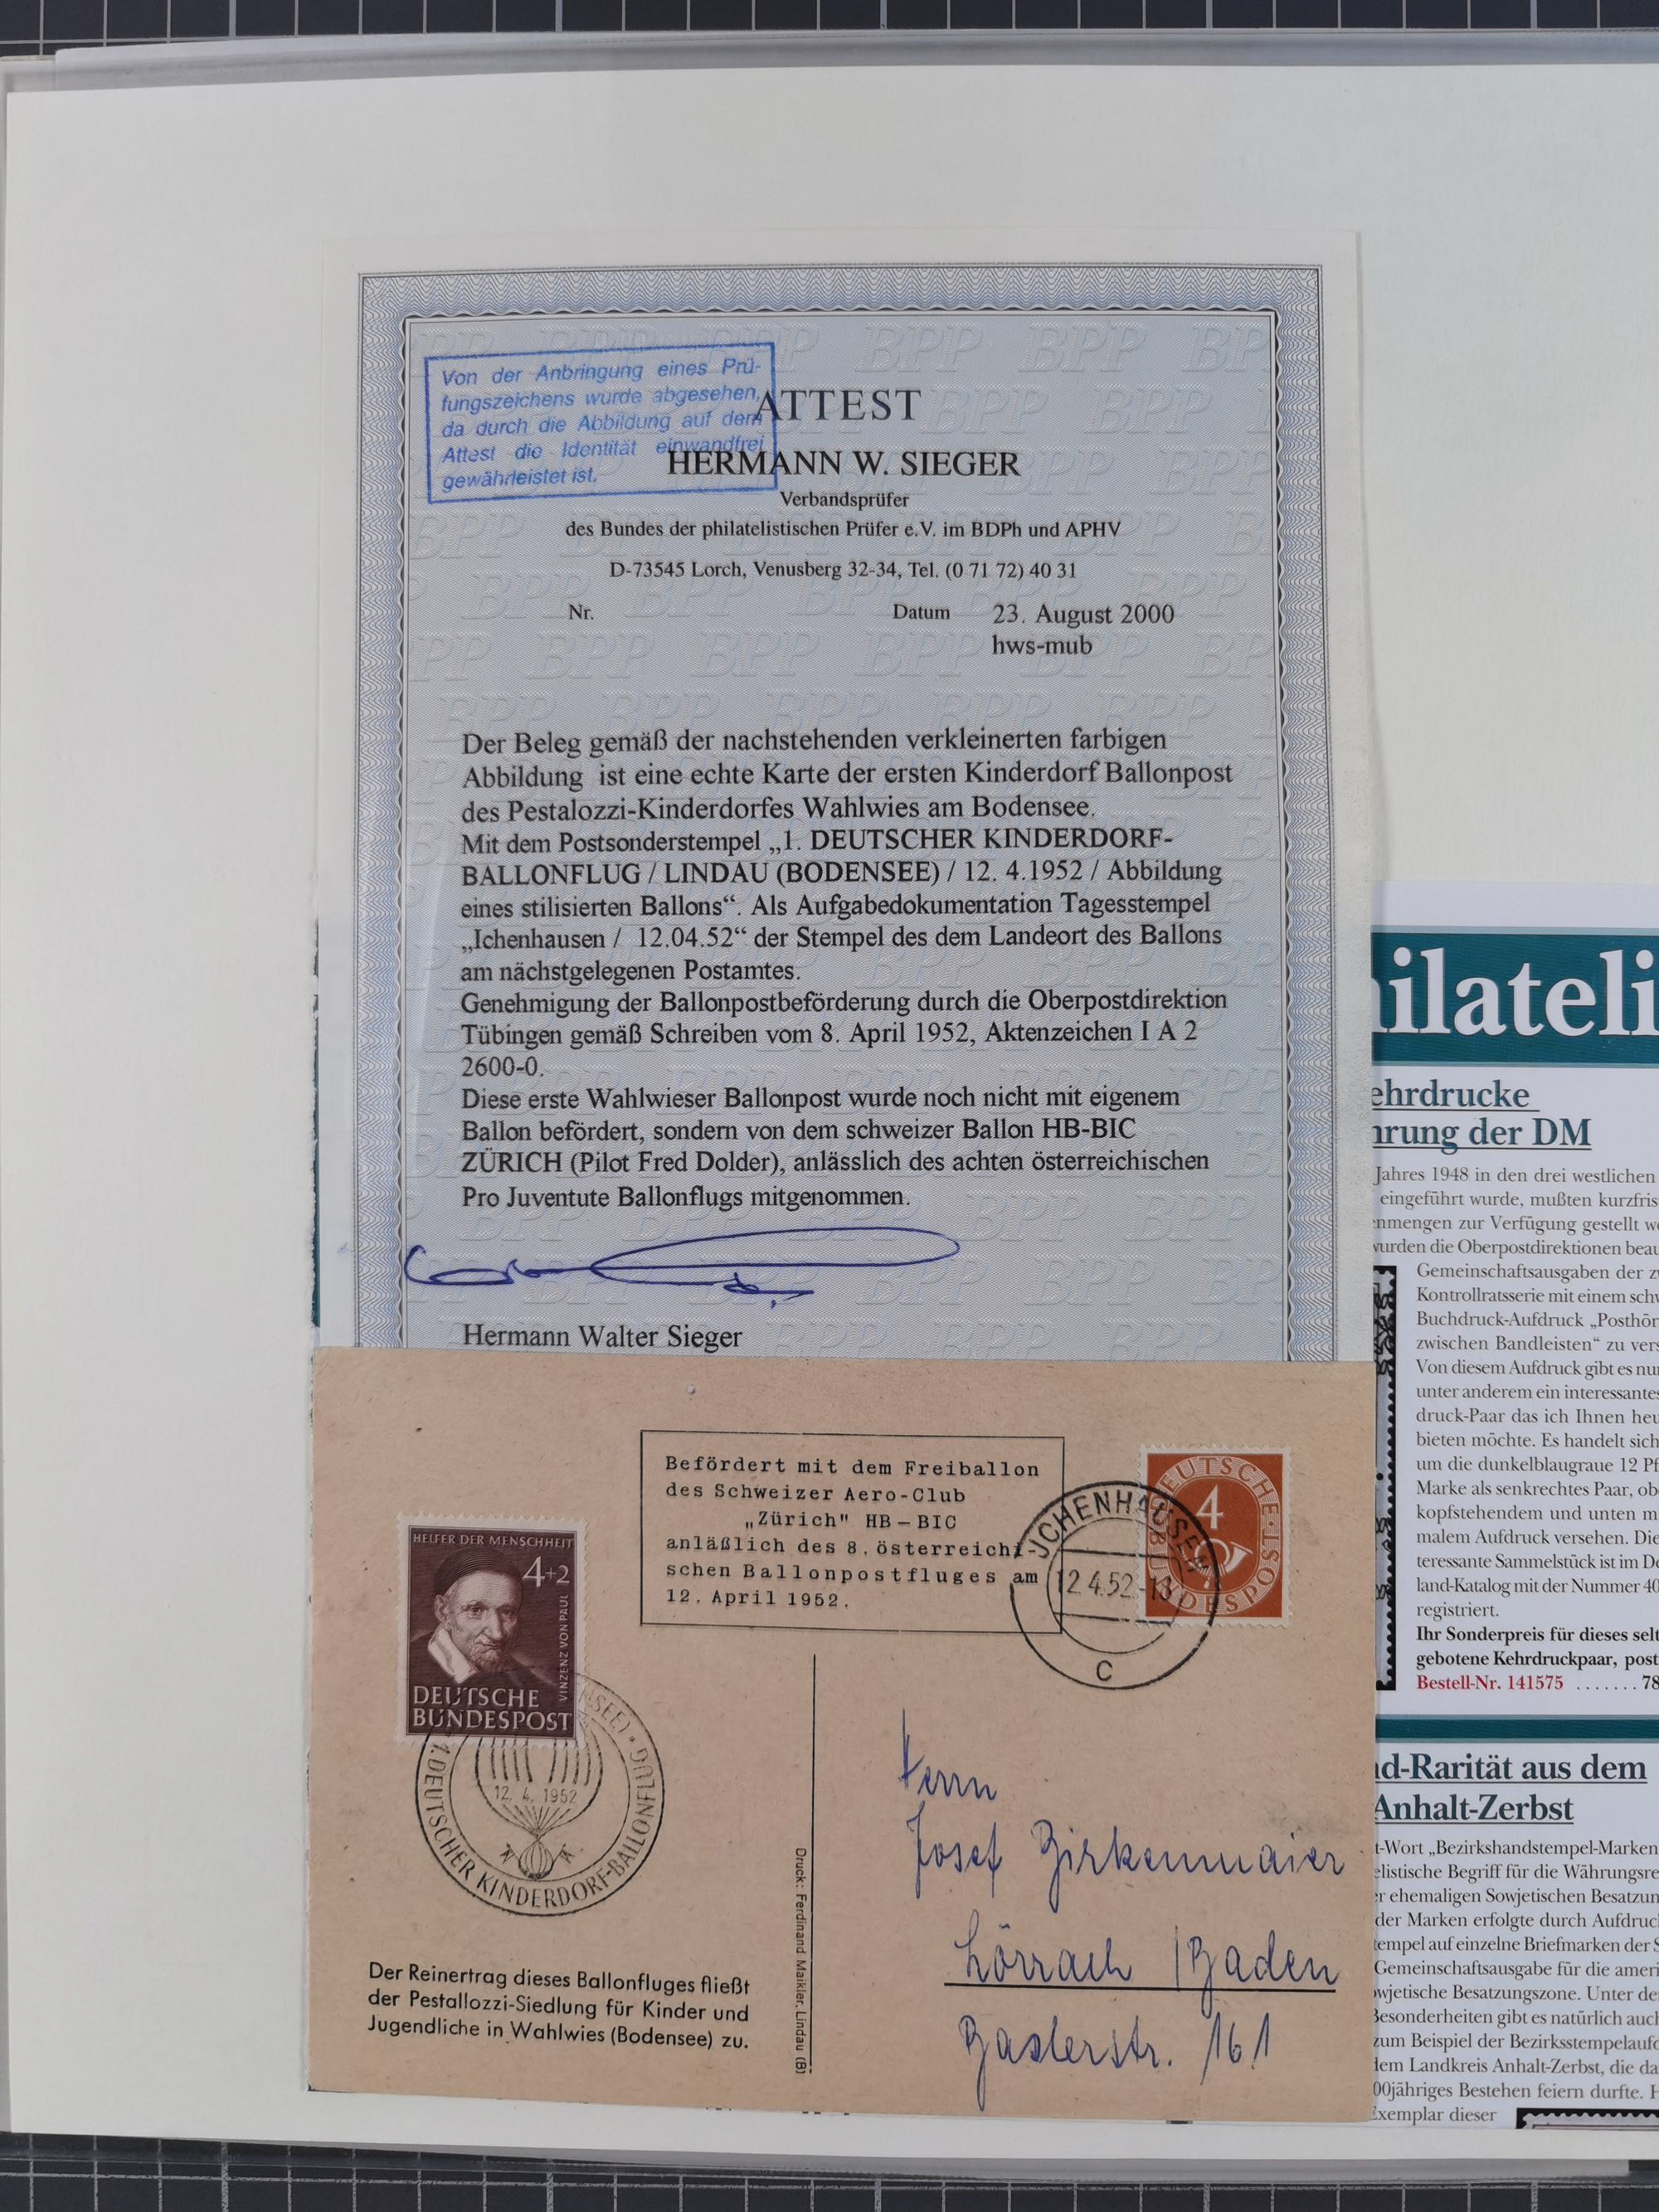 Von der Anbringung eines Prü-
fungszeichens wurde abgesehen,
da durch die Abbildung auf dem
Attest die Identität einwandfrei
gewährleistet ist.
ATTEST
HERMANN W. SIEGER
Verbandsprüfer
des Bundes der philatelistischen Prüfer e.V. im BDPh und APHV
D-73545 Lorch, Venusberg 32-34, Tel. (0 71 72) 40 31
Nr. Datum 23. August 2000
hws-mub
Der Beleg gemäß der nachstehenden verkleinerten farbigen
Abbildung ist eine echte Karte der ersten Kinderdorf Ballonpost
des Pestalozzi-Kinderdorfes Wahlwies am Bodensee.
Mit dem Postsonderstempel „1. DEUTSCHER KINDERDORF-
BALLONFLUG / LINDAU (BODENSEE) / 12. 4.1952 / Abbildung
eines stilisierten Ballons“. Als Aufgabedokumentation Tagesstempel
„Ichenhausen / 12.04.52“ der Stempel des dem Landeort des Ballons
am nächstgelegenen Postamtes.
Genehmigung der Ballonpostbeförderung durch die Oberpostdirektion
Tübingen gemäß Schreiben vom 8. April 1952, Aktenzeichen I A 2
2600-0.
Diese erste Wahlwieser Ballonpost wurde noch nicht mit eigenem
Ballon befördert, sondern von dem schweizer Ballon HB-BIC
ZÜRICH (Pilot Fred Dolder), anlässlich des achten österreichischen
Pro Juventute Ballonflugs mitgenommen.
Hermann Walter Sieger
Befördert mit dem Freiballon
des Schweizer Aero-Club
„Zürich" HB – BIC
anläßlich des 8. österreichi-
schen Ballonpostfluges am
12. April 1952.
JCHENHAUSEN
12.4.52.-13
C
DEUTSCHE
BUNDESPOST
4
HELFER DER MENSCHHEIT
4+2
VINZENZ VON PAUL
DEUTSCHE
BUNDESPOST
NSEE) · 1. DEUTSCHER KINDERDORF-BALLONFLUG
12. 4. 1952
Der Reinertrag dieses Ballonfluges fließt
der Pestallozzi-Siedlung für Kinder und
Jugendliche in Wahlwies (Bodensee) zu.
Druck: Ferdinand Maikler, Lindau (B)
Herrn
Josef Birkenmaier
Lörrach / Baden
Baslerstr. 161
ilateli
ehrdrucke
rung der DM
Jahres 1948 in den drei westlichen
eingeführt wurde, mußten kurzfris
nmengen zur Verfügung gestellt we
wurden die Oberpostdirektionen beau
Gemeinschaftsausgaben der z
Kontrollratsserie mit einem schw
Buchdruck-Aufdruck „Posthör
zwischen Bandleisten“ zu vers
Von diesem Aufdruck gibt es nu
unter anderem ein interessantes
druck-Paar das ich Ihnen heu
bieten möchte. Es handelt sich
um die dunkelblaugraue 12 Pf
Marke als senkrechtes Paar, ob
kopfstehendem und unten m
malem Aufdruck versehen. Die
teressante Sammelstück ist im De
land-Katalog mit der Nummer 40
registriert.
Ihr Sonderpreis für dieses selt
gebotene Kehrdruckpaar, post
Bestell-Nr. 141575 ....... 78
d-Rarität aus dem
Anhalt-Zerbst
t-Wort „Bezirkshandstempel-Marken
elistische Begriff für die Währungsre
r ehemaligen Sowjetischen Besatzun
der Marken erfolgte durch Aufdruc
tempel auf einzelne Briefmarken der S
Gemeinschaftsausgabe für die ameri
wjetische Besatzungszone. Unter de
Besonderheiten gibt es natürlich auch
zum Beispiel der Bezirksstempelaufd
dem Landkreis Anhalt-Zerbst, die da
00jähriges Bestehen feiern durfte. H
Exemplar dieser